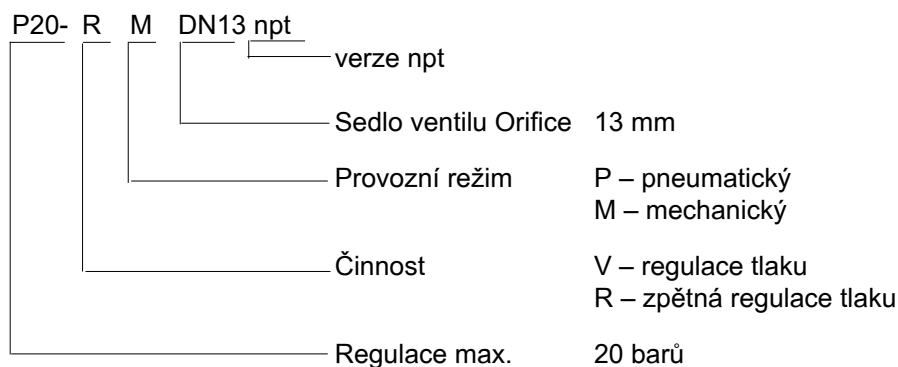 P20- R M DN13 npt
verze npt
Sedlo ventilu Orifice 13 mm
Provozní režim P – pneumatický
M – mechanický
Činnost V – regulace tlaku
R – zpětná regulace tlaku
Regulace max. 20 barů